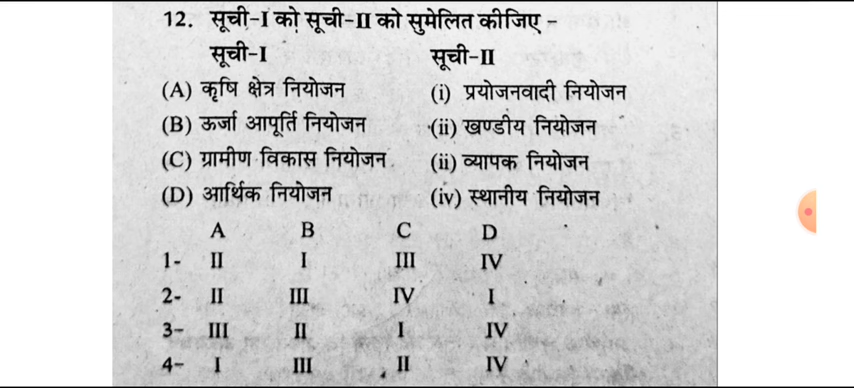 12. सूची-I को सूची-II को सुमेलित कीजिए -
सूची-I सूची-II
(A) कृषि क्षेत्र नियोजन (i) प्रयोजनवादी नियोजन
(B) ऊर्जा आपूर्ति नियोजन (ii) खण्डीय नियोजन
(C) ग्रामीण विकास नियोजन (ii) व्यापक नियोजन
(D) आर्थिक नियोजन (iv) स्थानीय नियोजन
A B C D
1- II I III IV
2- II III IV I
3- III II I IV
4- I III II IV